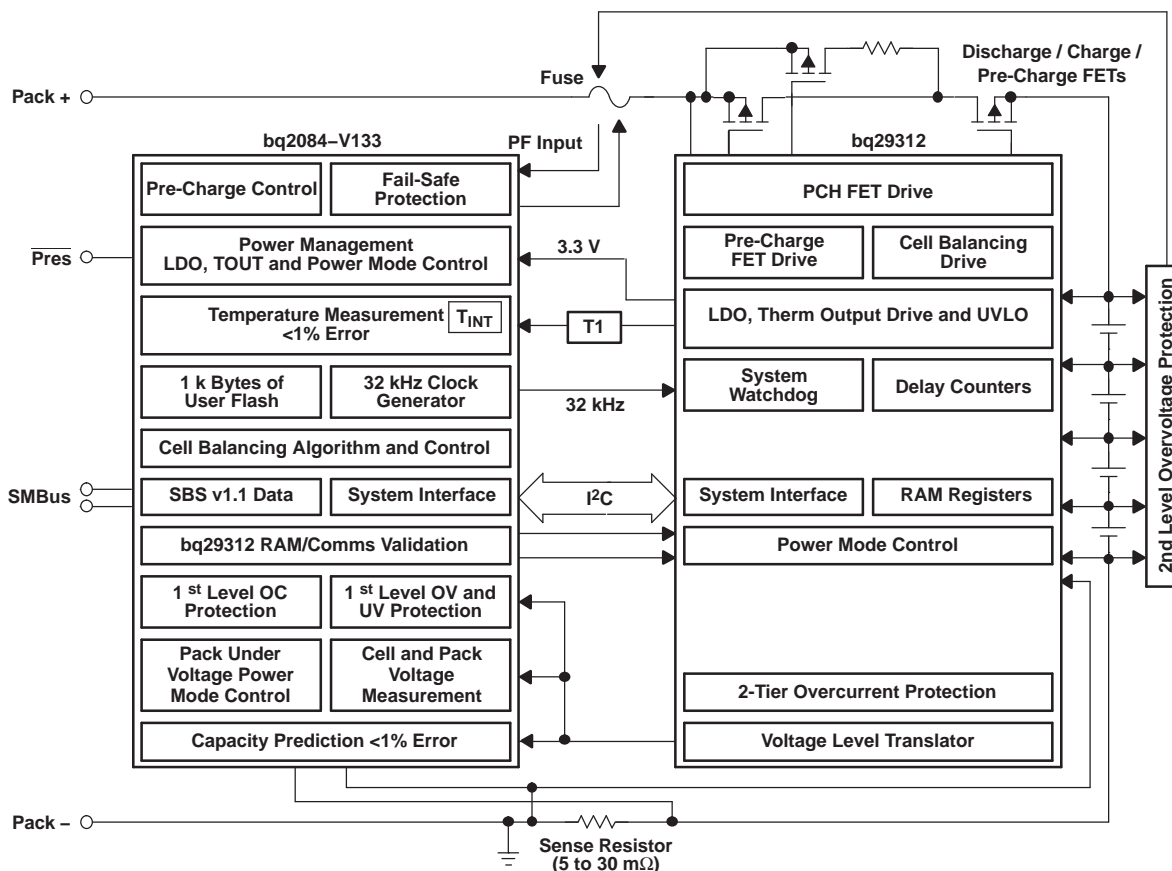 Discharge / Charge /
Pre-Charge FETs
Fuse
Pack +
bq2084–V133
PF Input
bq29312
Pre-Charge Control
Fail-Safe
Protection
PCH FET Drive
Pres
Power Management
LDO, TOUT and Power Mode Control
3.3 V
Pre-Charge
FET Drive
Cell Balancing
Drive
Temperature Measurement
<1% Error
TINT
T1
LDO, Therm Output Drive and UVLO
1 k Bytes of
User Flash
32 kHz Clock
Generator
32 kHz
System
Watchdog
Delay Counters
Cell Balancing Algorithm and Control
SMBus
SBS v1.1 Data
System Interface
I2C
System Interface
RAM Registers
bq29312 RAM/Comms Validation
Power Mode Control
2nd Level Overvoltage Protection
1 st Level OC
Protection
1 st Level OV and
UV Protection
Pack Under
Voltage Power
Mode Control
Cell and Pack
Voltage
Measurement
2-Tier Overcurrent Protection
Capacity Prediction <1% Error
Voltage Level Translator
Pack –
Sense Resistor
(5 to 30 mΩ)